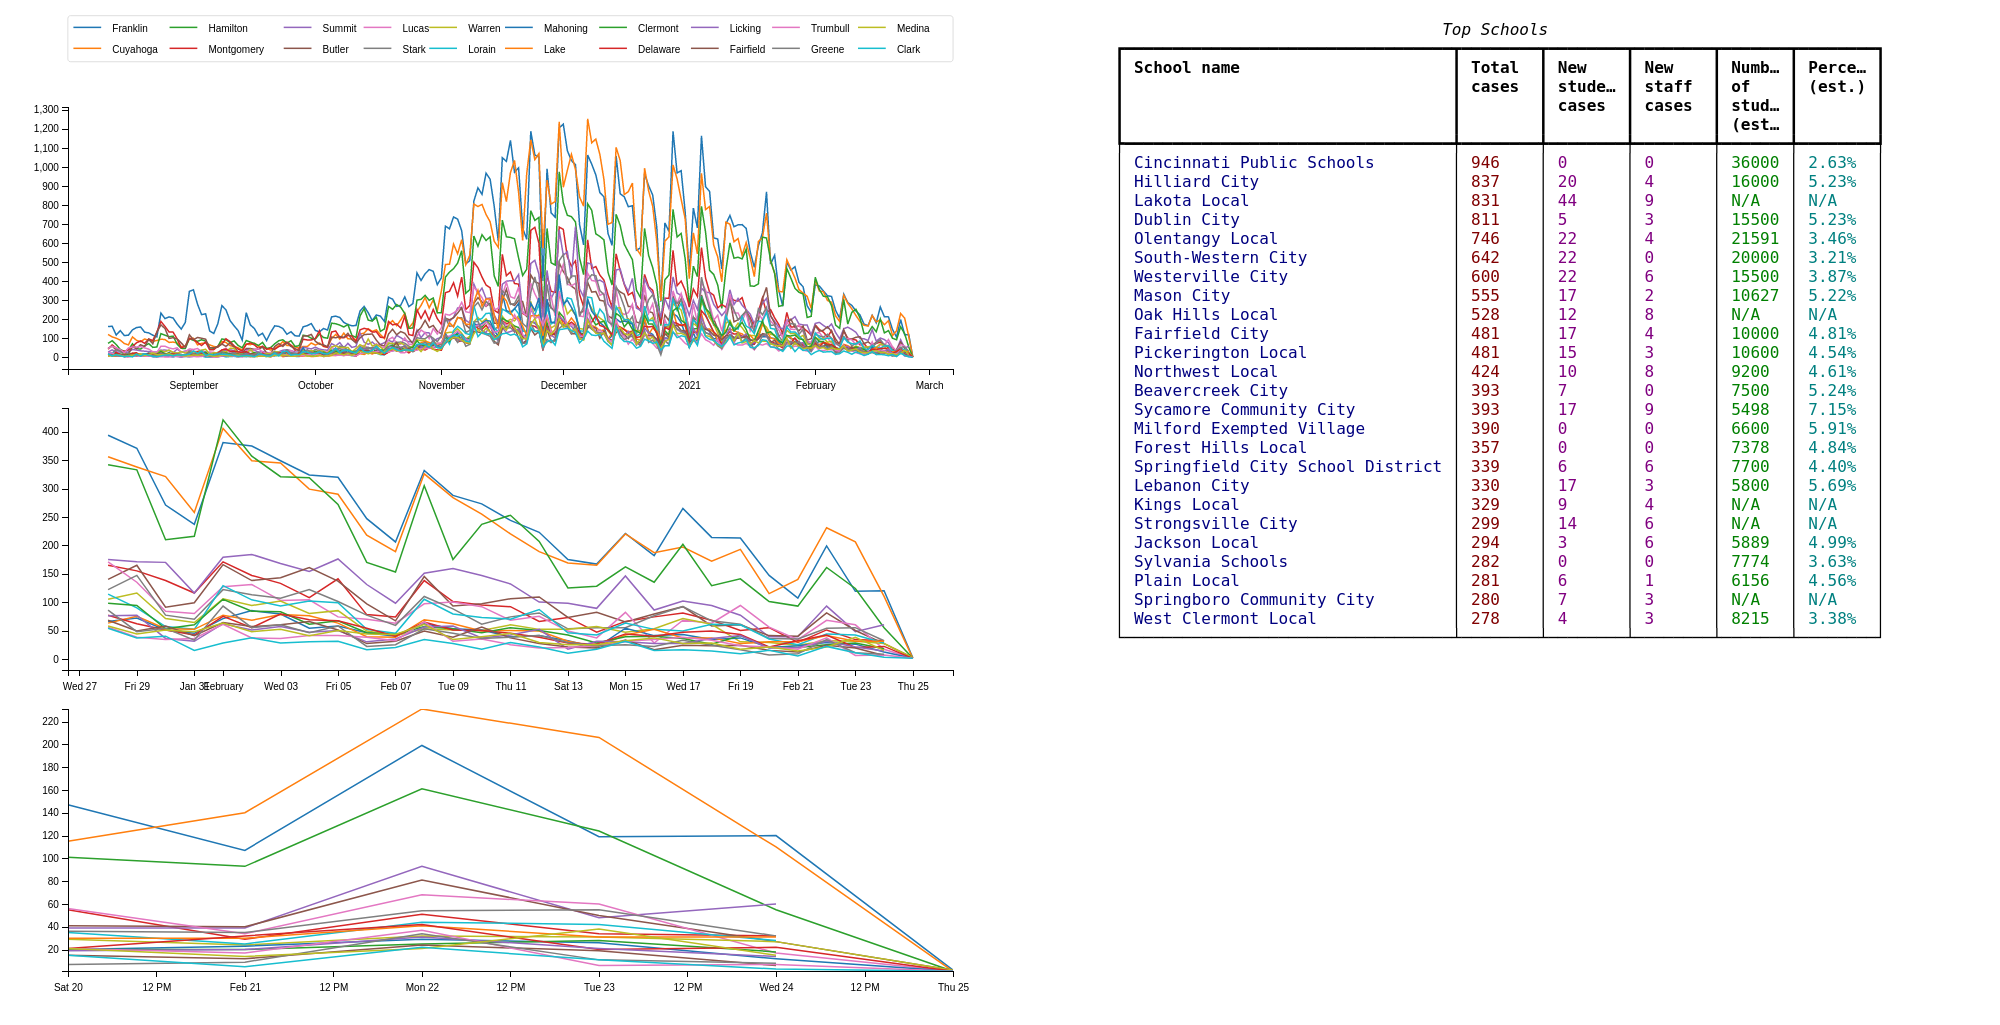 Franklin Hamilton Summit Lucas Warren Mahoning Clermont Licking Trumbull Medina
Cuyahoga Montgomery Butler Stark Lorain Lake Delaware Fairfield Greene Clark
1,300
1,200
1,100
1,000
900
800
700
600
500
400
300
200
100
0
September October November December 2021 February March
400
350
300
250
200
150
100
50
0
Wed 27 Fri 29 Jan 31 February Wed 03 Fri 05 Feb 07 Tue 09 Thu 11 Sat 13 Mon 15 Wed 17 Fri 19 Feb 21 Tue 23 Thu 25
220
200
180
160
140
120
100
80
60
40
20
Sat 20 12 PM Feb 21 12 PM Mon 22 12 PM Tue 23 12 PM Wed 24 12 PM Thu 25
Top Schools
School name Total New New Numb… Perce…
cases stude… staff of (est.)
cases cases stud…
(est…
Cincinnati Public Schools 946 0 0 36000 2.63%
Hilliard City 837 20 4 16000 5.23%
Lakota Local 831 44 9 N/A N/A
Dublin City 811 5 3 15500 5.23%
Olentangy Local 746 22 4 21591 3.46%
South-Western City 642 22 0 20000 3.21%
Westerville City 600 22 6 15500 3.87%
Mason City 555 17 2 10627 5.22%
Oak Hills Local 528 12 8 N/A N/A
Fairfield City 481 17 4 10000 4.81%
Pickerington Local 481 15 3 10600 4.54%
Northwest Local 424 10 8 9200 4.61%
Beavercreek City 393 7 0 7500 5.24%
Sycamore Community City 393 17 9 5498 7.15%
Milford Exempted Village 390 0 0 6600 5.91%
Forest Hills Local 357 0 0 7378 4.84%
Springfield City School District 339 6 6 7700 4.40%
Lebanon City 330 17 3 5800 5.69%
Kings Local 329 9 4 N/A N/A
Strongsville City 299 14 6 N/A N/A
Jackson Local 294 3 6 5889 4.99%
Sylvania Schools 282 0 0 7774 3.63%
Plain Local 281 6 1 6156 4.56%
Springboro Community City 280 7 3 N/A N/A
West Clermont Local 278 4 3 8215 3.38%